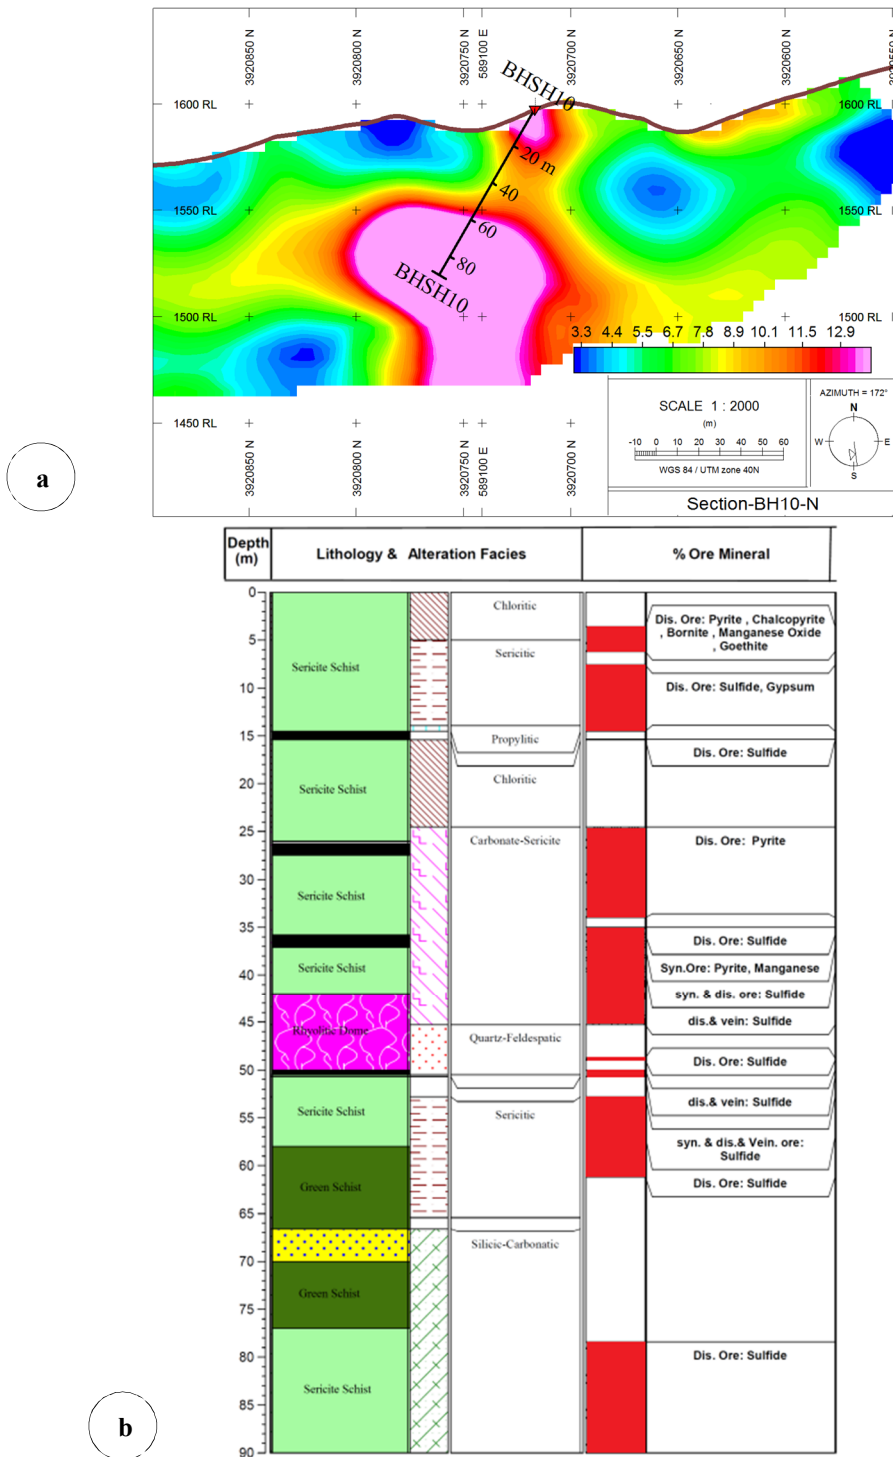 3920850 N
3920800 N
3920750 N
589100 E
3920700 N
3920650 N
3920600 N
BHSH10
1600 RL
1600 RL
20 m
40
1550 RL
1550 RL
60
80
BHSH10
1500 RL
1500 RL
3.3 4.4 5.5 6.7 7.8 8.9 10.1 11.5 12.9
SCALE 1 : 2000
(m)
-10 0 10 20 30 40 50 60
WGS 84 / UTM zone 40N
AZIMUTH = 172°
N
W
E
S
1450 RL
1450 RL
3920850 N
3920800 N
3920750 N
589100 E
3920700 N
Section-BH10-N
a
Depth
(m)
Lithology & Alteration Facies
% Ore Mineral
0
5
10
15
20
25
30
35
40
45
50
55
60
65
70
75
80
85
90
Sericite Schist
Sericite Schist
Sericite Schist
Sericite Schist
Rhyolitic Dome
Sericite Schist
Green Schist
Green Schist
Sericite Schist
Chloritic
Sericitic
Propylitic
Chloritic
Carbonate-Sericite
Quartz-Feldespatic
Sericitic
Silicic-Carbonatic
Dis. Ore: Pyrite , Chalcopyrite
, Bornite , Manganese Oxide
, Goethite
Dis. Ore: Sulfide, Gypsum
Dis. Ore: Sulfide
Dis. Ore: Pyrite
Dis. Ore: Sulfide
Syn.Ore: Pyrite, Manganese
syn. & dis. ore: Sulfide
dis.& vein: Sulfide
Dis. Ore: Sulfide
dis.& vein: Sulfide
syn. & dis.& Vein. ore:
Sulfide
Dis. Ore: Sulfide
Dis. Ore: Sulfide
b